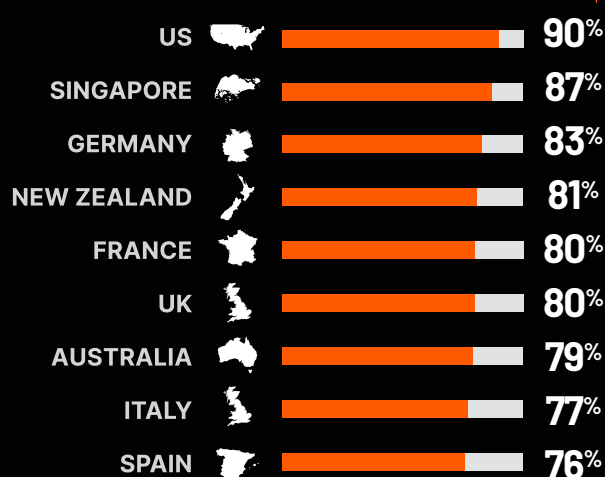 US 90%
SINGAPORE 87%
GERMANY 83%
NEW ZEALAND 81%
FRANCE 80%
UK 80%
AUSTRALIA 79%
ITALY 77%
SPAIN 76%